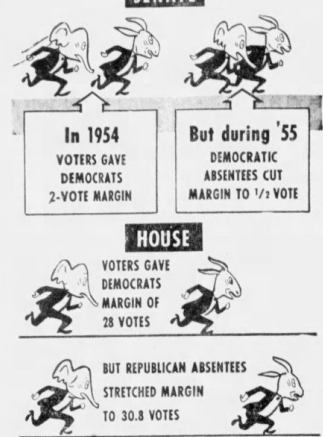 SENATE
In 1954
VOTERS GAVE
DEMOCRATS
2-VOTE MARGIN
But during '55
DEMOCRATIC
ABSENTEES CUT
MARGIN TO 1/2 VOTE
HOUSE
VOTERS GAVE
DEMOCRATS
MARGIN OF
28 VOTES
BUT REPUBLICAN ABSENTEES
STRETCHED MARGIN
TO 30.8 VOTES